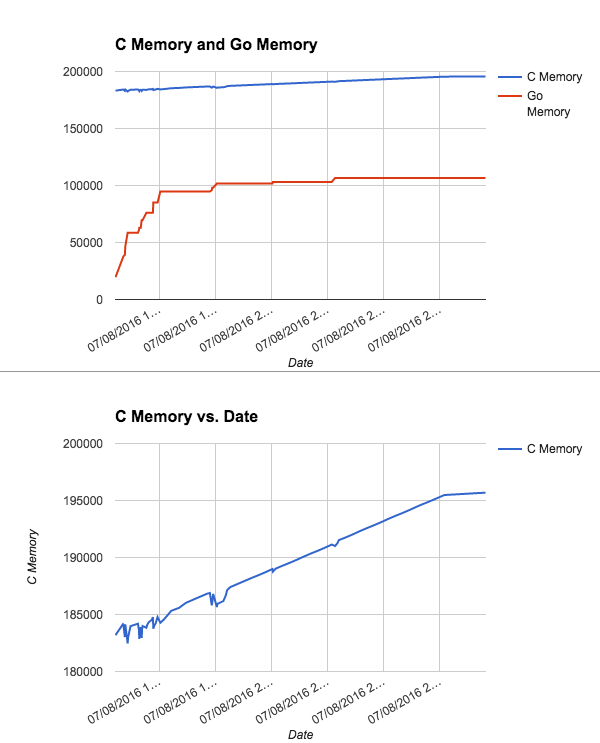 C Memory and Go Memory
200000
150000
100000
50000
0
C Memory
Go
Memory
07/08/2016 1...
07/08/2016 1...
07/08/2016 2...
07/08/2016 2...
07/08/2016 2...
07/08/2016 2...
Date
C Memory vs. Date
200000
195000
190000
185000
180000
C Memory
C Memory
07/08/2016 1...
07/08/2016 1...
07/08/2016 2...
07/08/2016 2...
07/08/2016 2...
07/08/2016 2...
Date